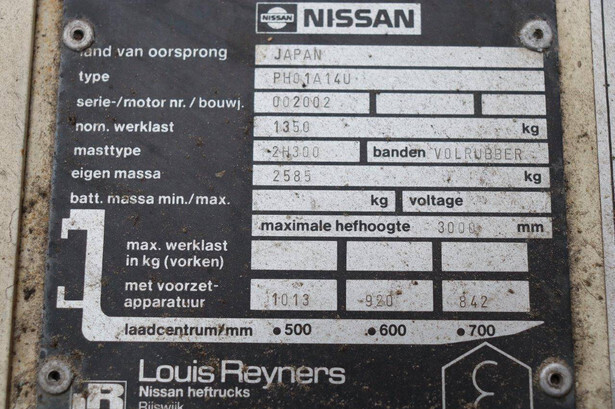 NISSAN
land van oorsprong JAPAN
type PH01A14U
serie-/motor nr. / bouwj. 002002
nom. werklast 1350 kg
masttype 2H300 banden VOLRUBBER
eigen massa 2585 kg
batt. massa min./max. kg voltage
maximale hefhoogte 3000 mm
max. werklast
in kg (vorken)
met voorzet-
apparatuur 1013 920 842
laadcentrum/mm •500 •600 •700
Louis Reyners
Nissan heftrucks
Rijswijk